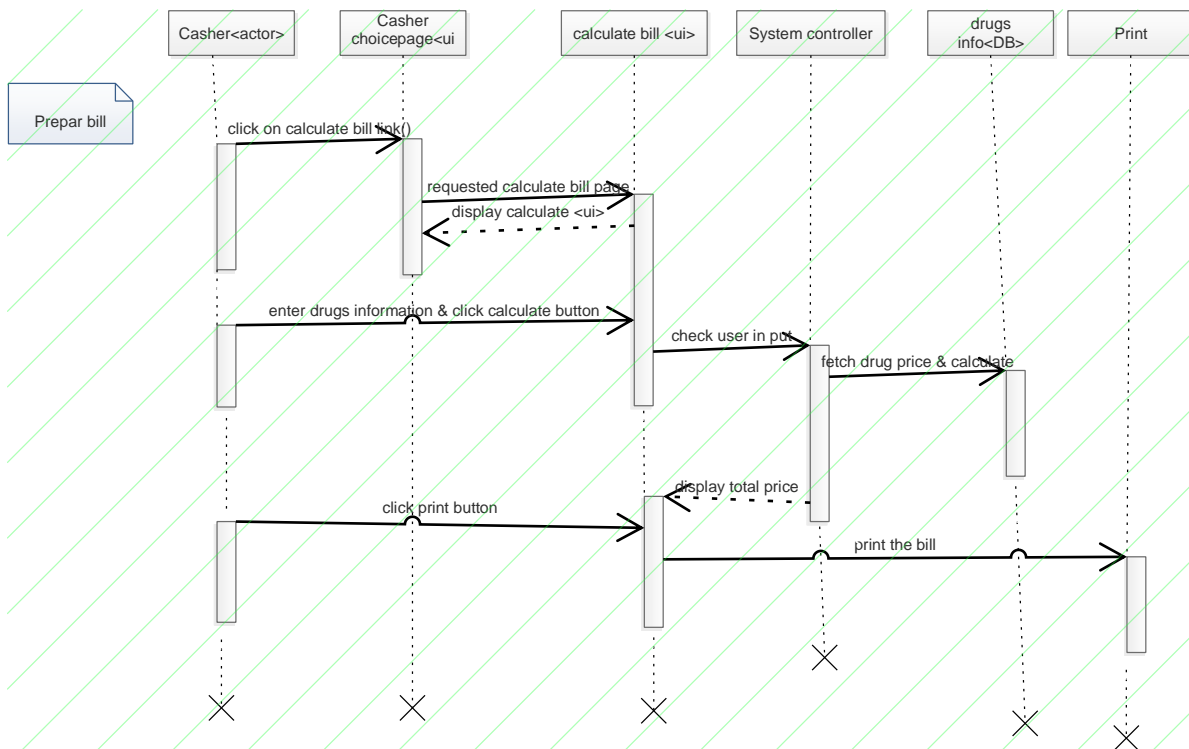 Casher<actor>
Casher
choicepage<ui
calculate bill <ui>
System controller
drugs
info<DB>
Print
Prepar bill
click on calculate bill link()
requested calculate bill page
display calculate <ui>
enter drugs information & click calculate button
check user in put
fetch drug price & calculate
display total price
click print button
print the bill